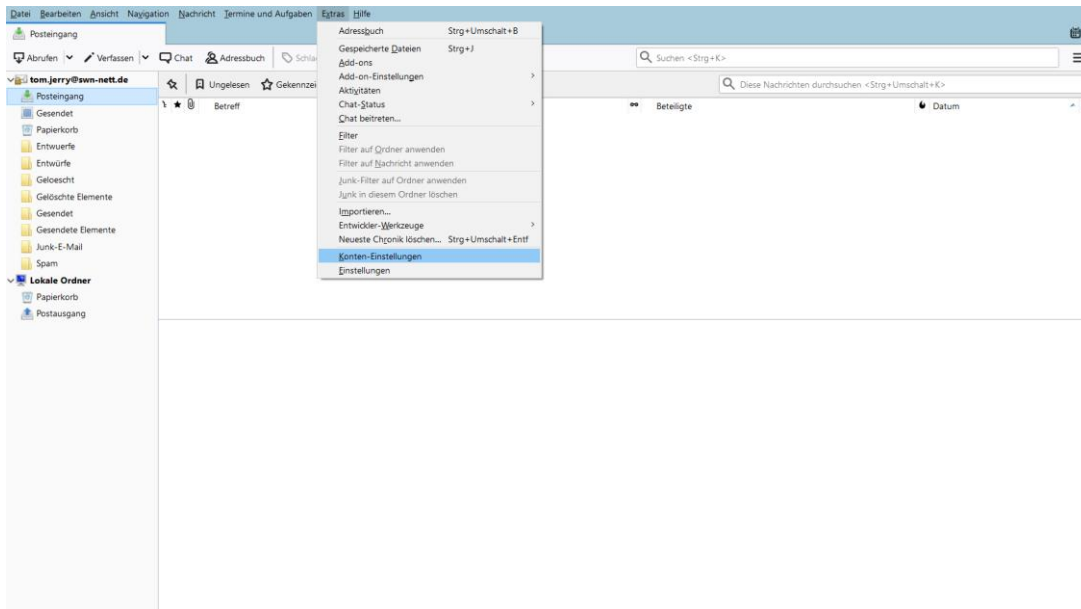 Datei Bearbeiten Ansicht Navigation Nachricht Termine und Aufgaben Extras Hilfe
Posteingang
Abrufen Verfassen Chat Adressbuch Schla
Suchen <Strg+K>
tom.jerry@swn-nett.de
Posteingang
Gesendet
Papierkorb
Entwuerfe
Entwürfe
Geloescht
Gelöschte Elemente
Gesendet
Gesendete Elemente
Junk-E-Mail
Spam
Lokale Ordner
Papierkorb
Postausgang
Ungelesen Gekennzei
Diese Nachrichten durchsuchen <Strg+Umschalt+K>
Betreff Beteiligte Datum
Adressbuch Strg+Umschalt+B
Gespeicherte Dateien Strg+J
Add-ons
Add-on-Einstellungen
Aktivitäten
Chat-Status
Chat beitreten...
Filter
Filter auf Ordner anwenden
Filter auf Nachricht anwenden
Junk-Filter auf Ordner anwenden
Junk in diesem Ordner löschen
Importieren...
Entwickler-Werkzeuge
Neueste Chronik löschen... Strg+Umschalt+Entf
Konten-Einstellungen
Einstellungen